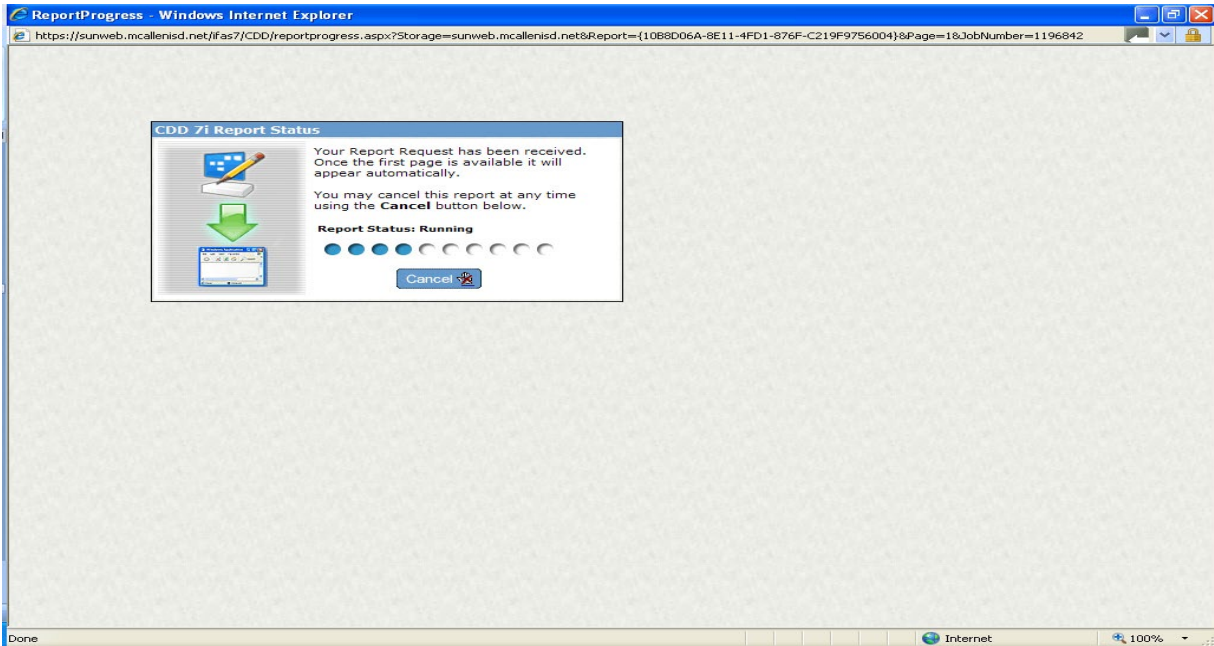 ReportProgress - Windows Internet Explorer
https://sunweb.mcallenisd.net/ifas7/CDD/reportprogress.aspx?Storage=sunweb.mcallenisd.net&Report={10B8D06A-8E11-4FD1-876F-C219F9756004}&Page=1&JobNumber=1196842
CDD 7i Report Status
Your Report Request has been received.
Once the first page is available it will
appear automatically.
You may cancel this report at any time
using the Cancel button below.
Report Status: Running
Cancel
Done
Internet
100%